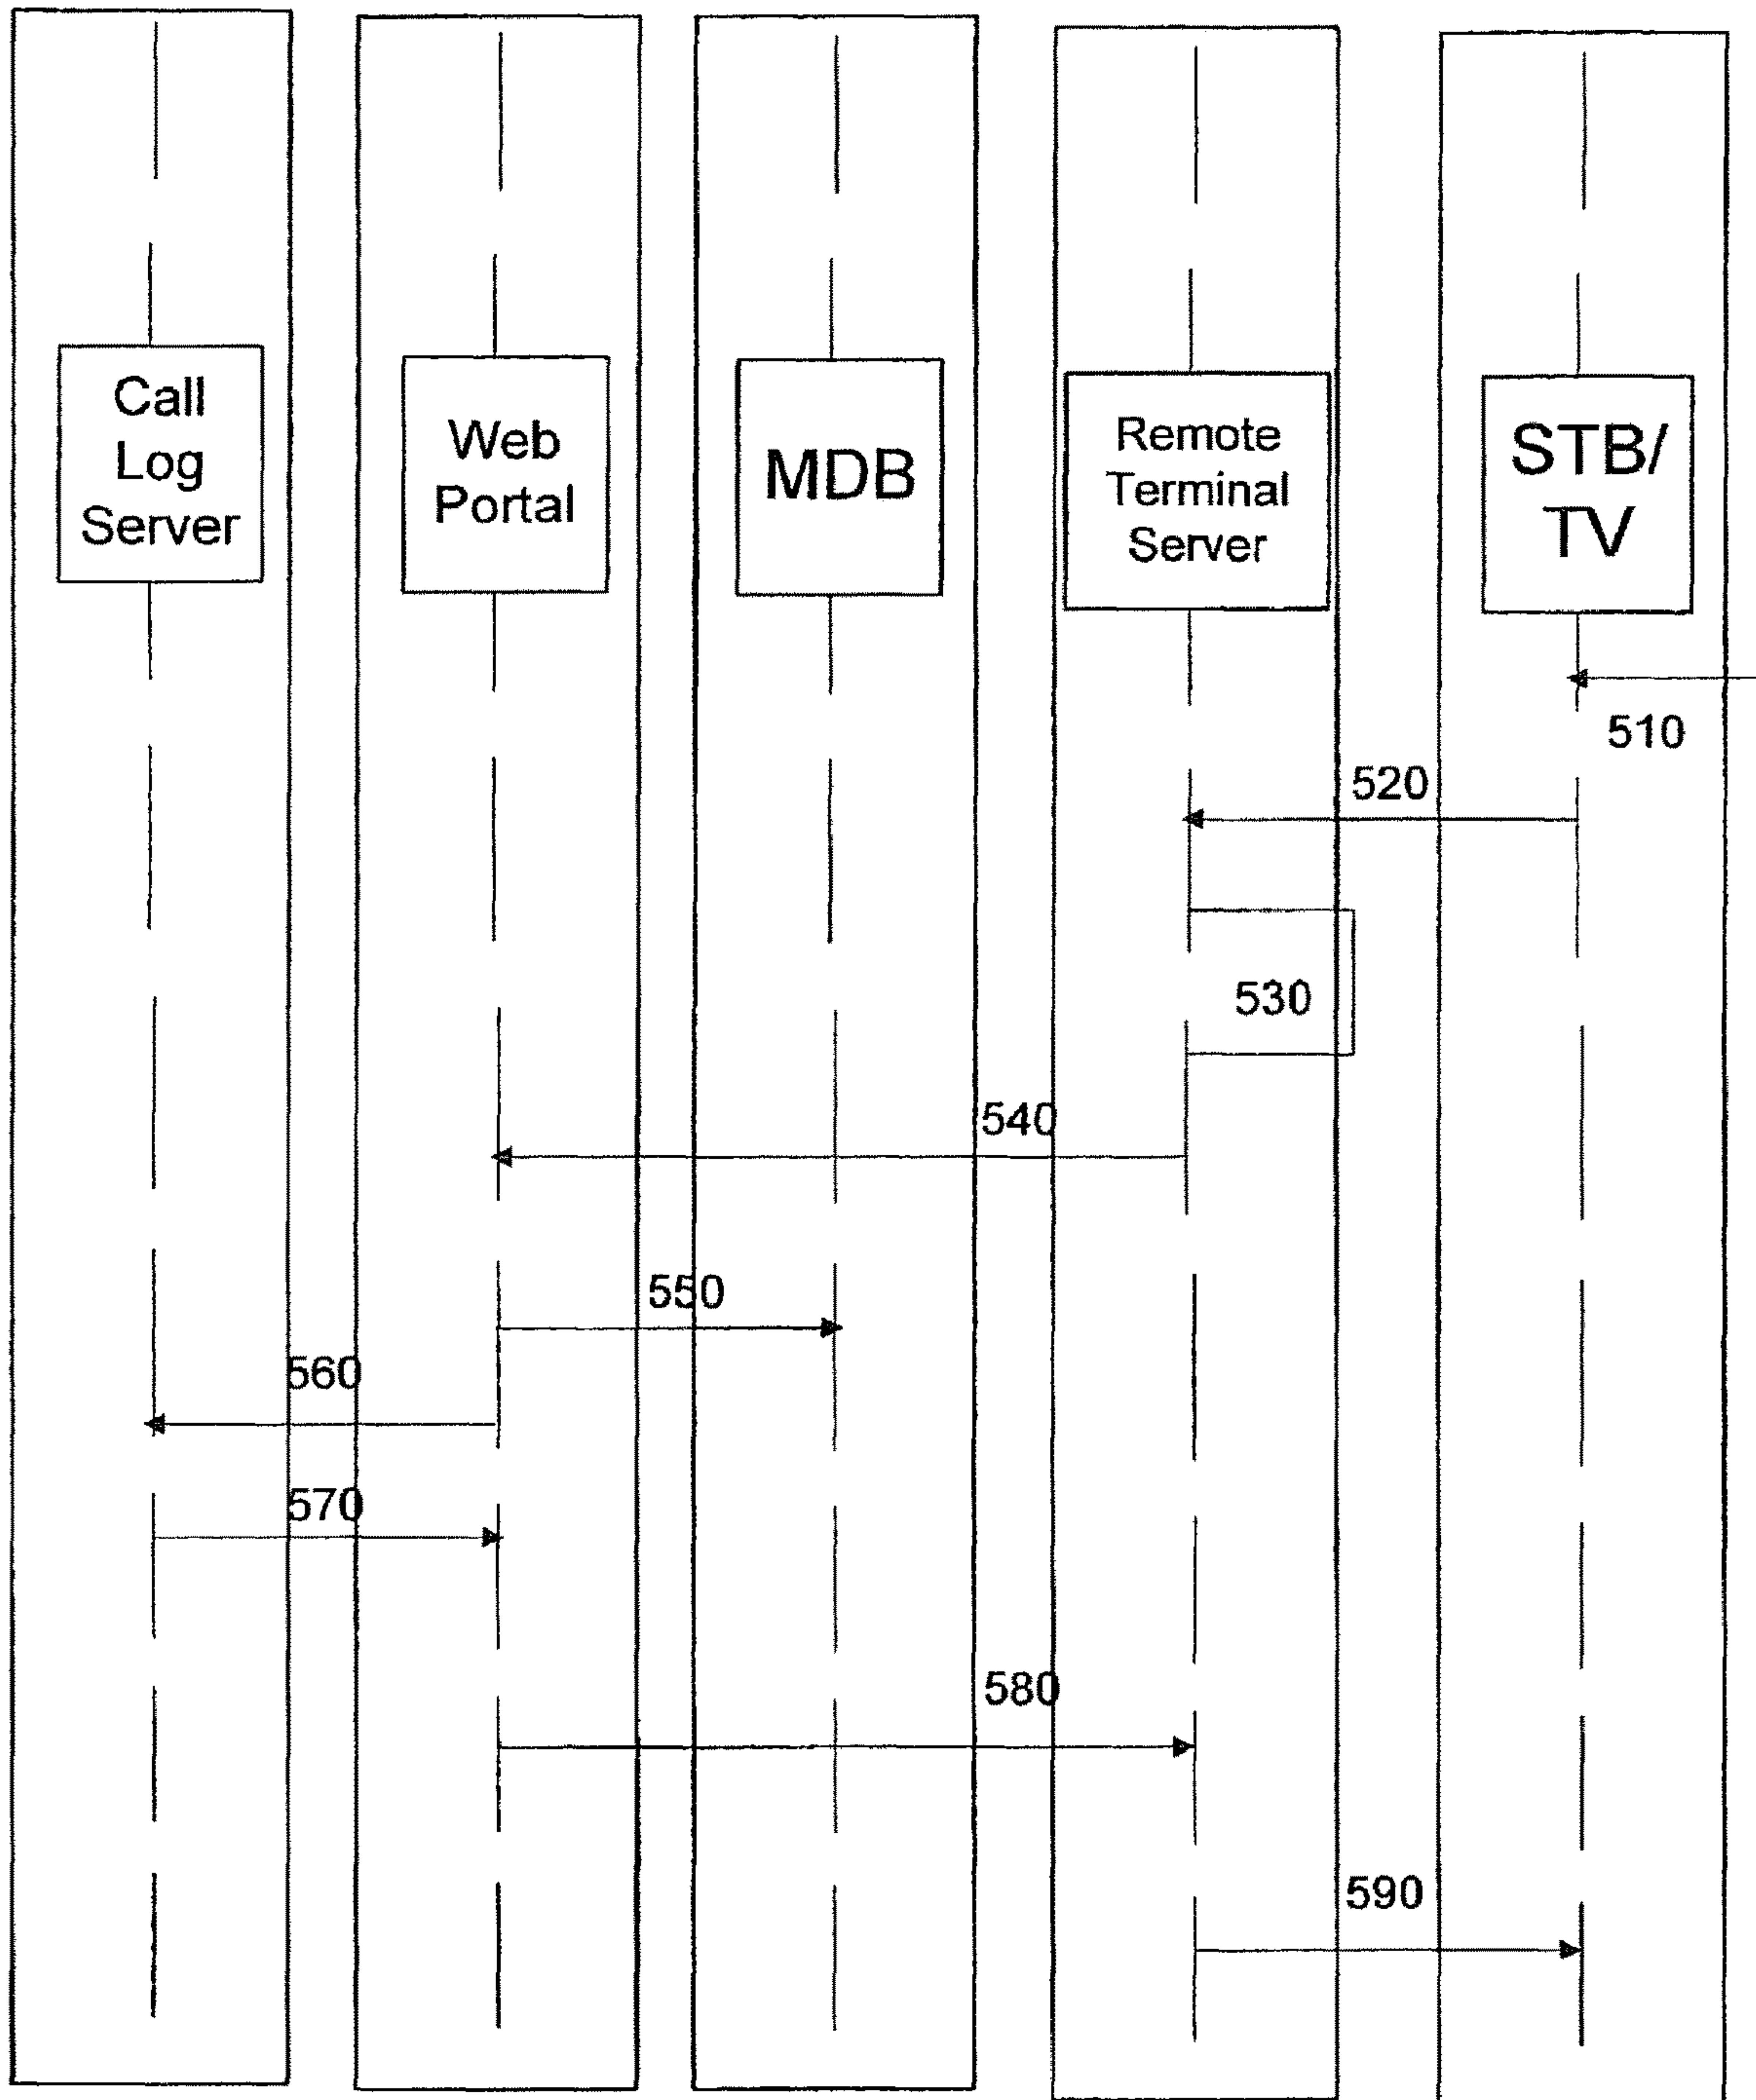 Call
Log
Server
Web
Portal
MDB
Remote
Terminal
Server
STB/
TV
510
520
530
540
550
560
570
580
590